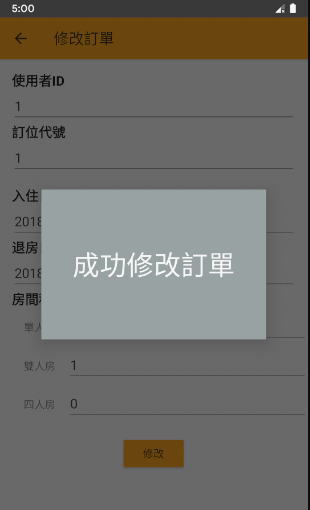 5:00
修改訂單
使用者ID
1
訂位代號
1
入住
2018
退房
2018
成功修改訂單
房間
單人
雙人房 1
四人房 0
修改